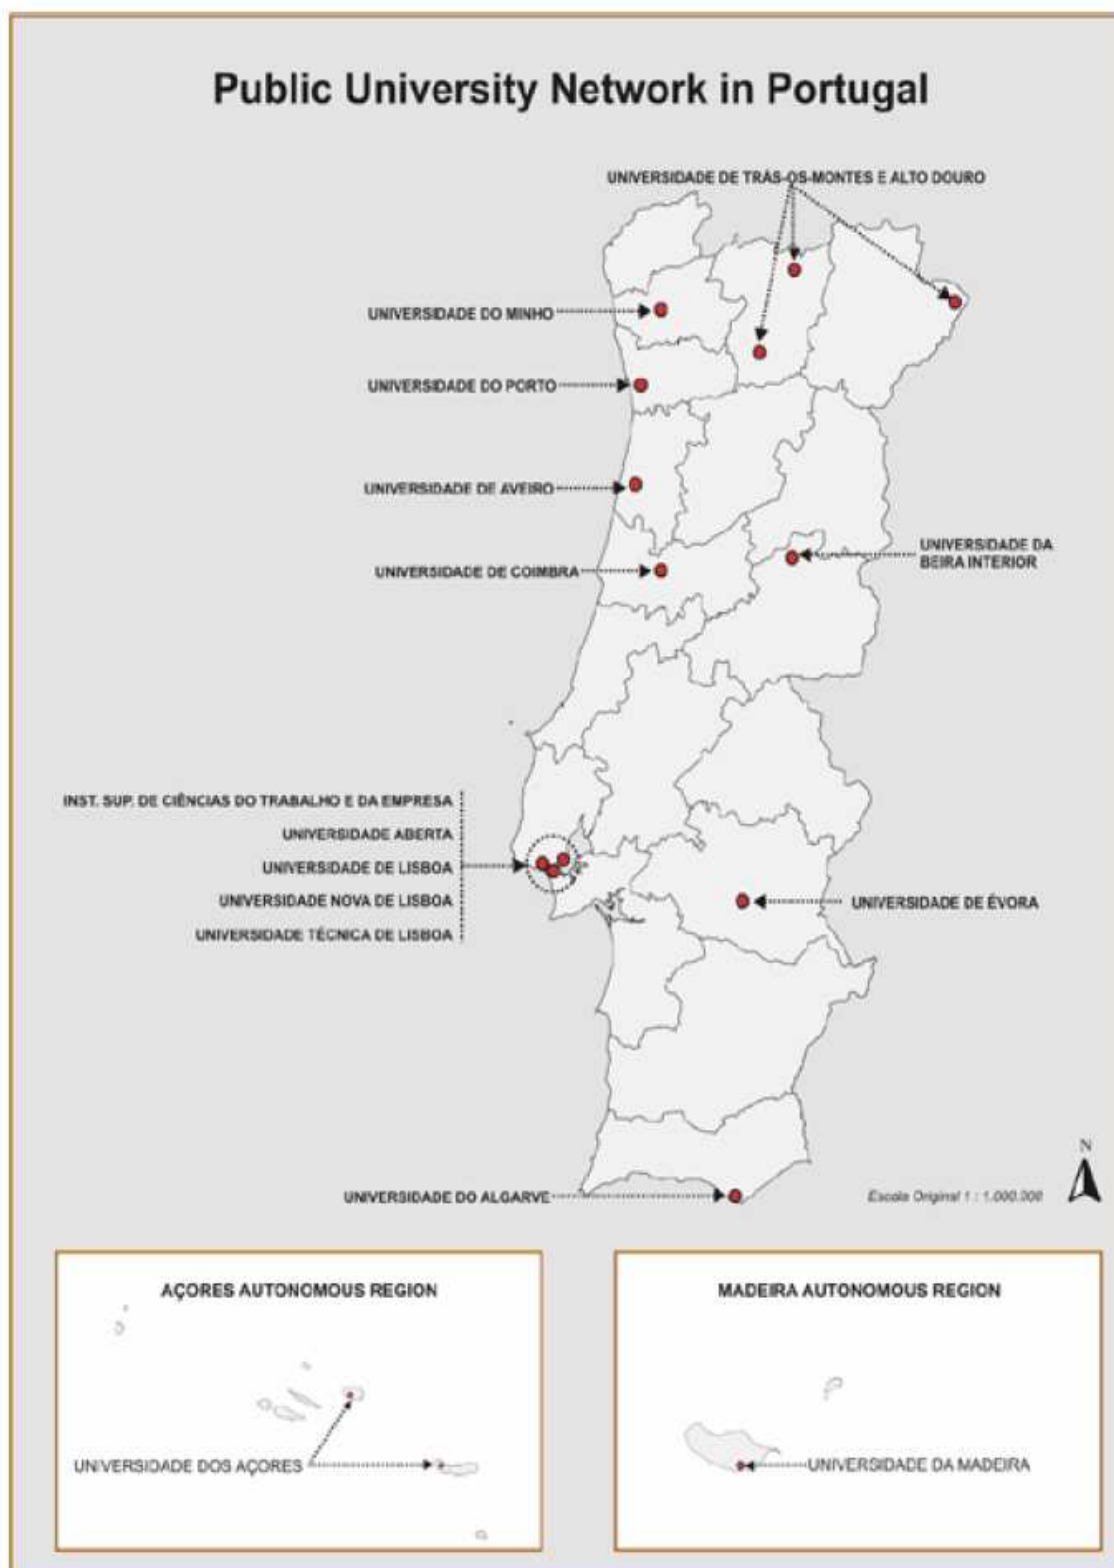 Public University Network in Portugal
UNIVERSIDADE DE TRÁS-OS-MONTES E ALTO DOURO
UNIVERSIDADE DO MINHO
UNIVERSIDADE DO PORTO
UNIVERSIDADE DE AVEIRO
UNIVERSIDADE DA
BEIRA INTERIOR
UNIVERSIDADE DE COIMBRA
INST. SUP. DE CIÊNCIAS DO TRABALHO E DA EMPRESA
UNIVERSIDADE ABERTA
UNIVERSIDADE DE LISBOA
UNIVERSIDADE NOVA DE LISBOA
UNIVERSIDADE TÉCNICA DE LISBOA
UNIVERSIDADE DE ÉVORA
N
UNIVERSIDADE DO ALGARVE
Escala Original 1 : 1.000.000
AÇORES AUTONOMOUS REGION
UNIVERSIDADE DOS AÇORES
MADEIRA AUTONOMOUS REGION
UNIVERSIDADE DA MADEIRA